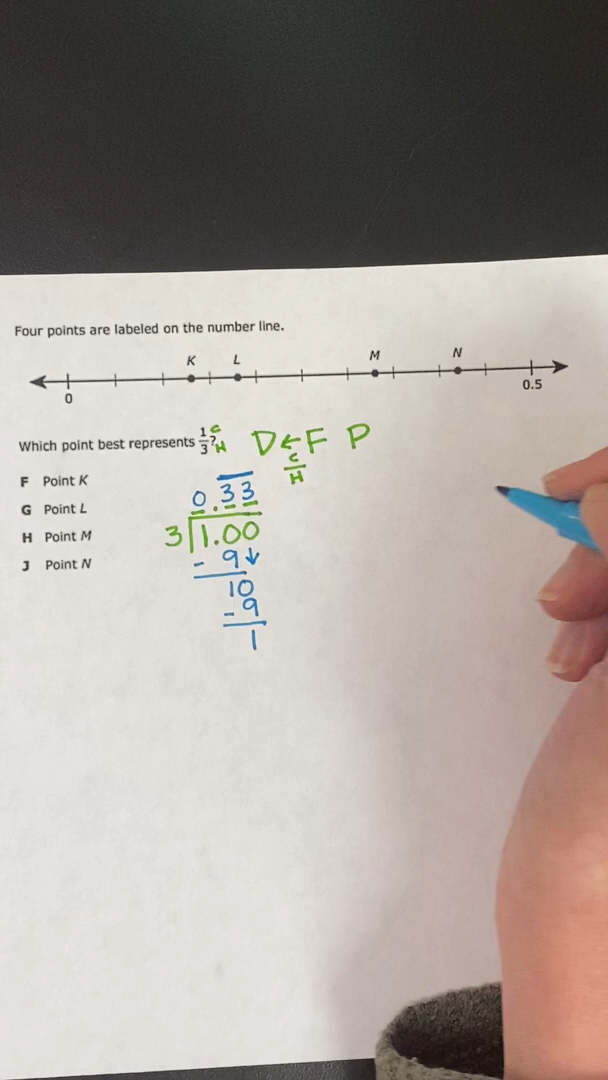 Four points are labeled on the number line.
K L M N
0 0.5
Which point best represents 1/3? C H D ← F P
C/H
F Point K
G Point L
H Point M
J Point N
0.33
3 1.00
- 9 ↓
10
- 9
1